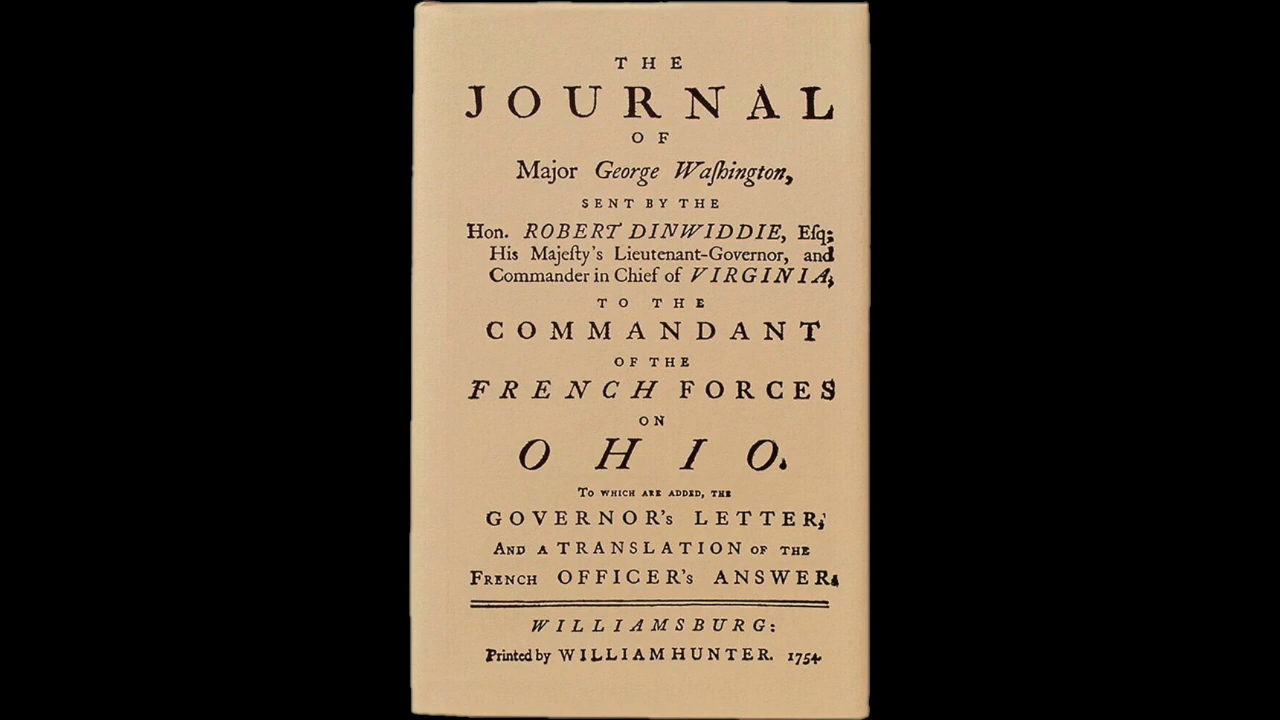 THE
JOURNAL
OF
Major George Waſhington,
SENT BY THE
Hon. ROBERT DINWIDDIE, Eſq;
His Majeſty's Lieutenant-Governor, and
Commander in Chief of VIRGINIA;
TO THE
COMMANDANT
OF THE
FRENCH FORCES
ON
OHIO.
To which are added, the
GOVERNOR's LETTER;
AND A TRANSLATION OF THE
FRENCH OFFICER's ANSWER.
WILLIAMSBURG:
Printed by WILLIAM HUNTER. 1754.